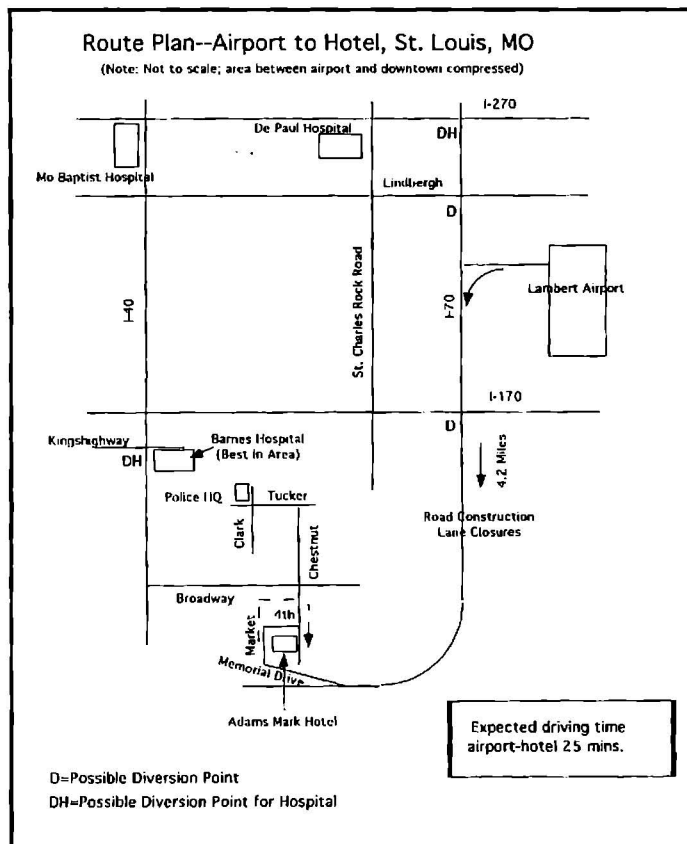 Route Plan--Airport to Hotel, St. Louis, MO
(Note: Not to scale; area between airport and downtown compressed)
I-270
De Paul Hospital
DH
Mo Baptist Hospital
Lindbergh
D
Lambert Airport
I-40
St. Charles Rock Road
I-70
I-170
D
Kingshighway
Barnes Hospital
(Best in Area)
DH
4.2 Miles
Police HQ
Tucker
Clark
Chestnut
Road Construction
Lane Closures
Broadway
4th
Market
Memorial Drive
Adams Mark Hotel
Expected driving time
airport-hotel 25 mins.
D=Possible Diversion Point
DH=Possible Diversion Point for Hospital